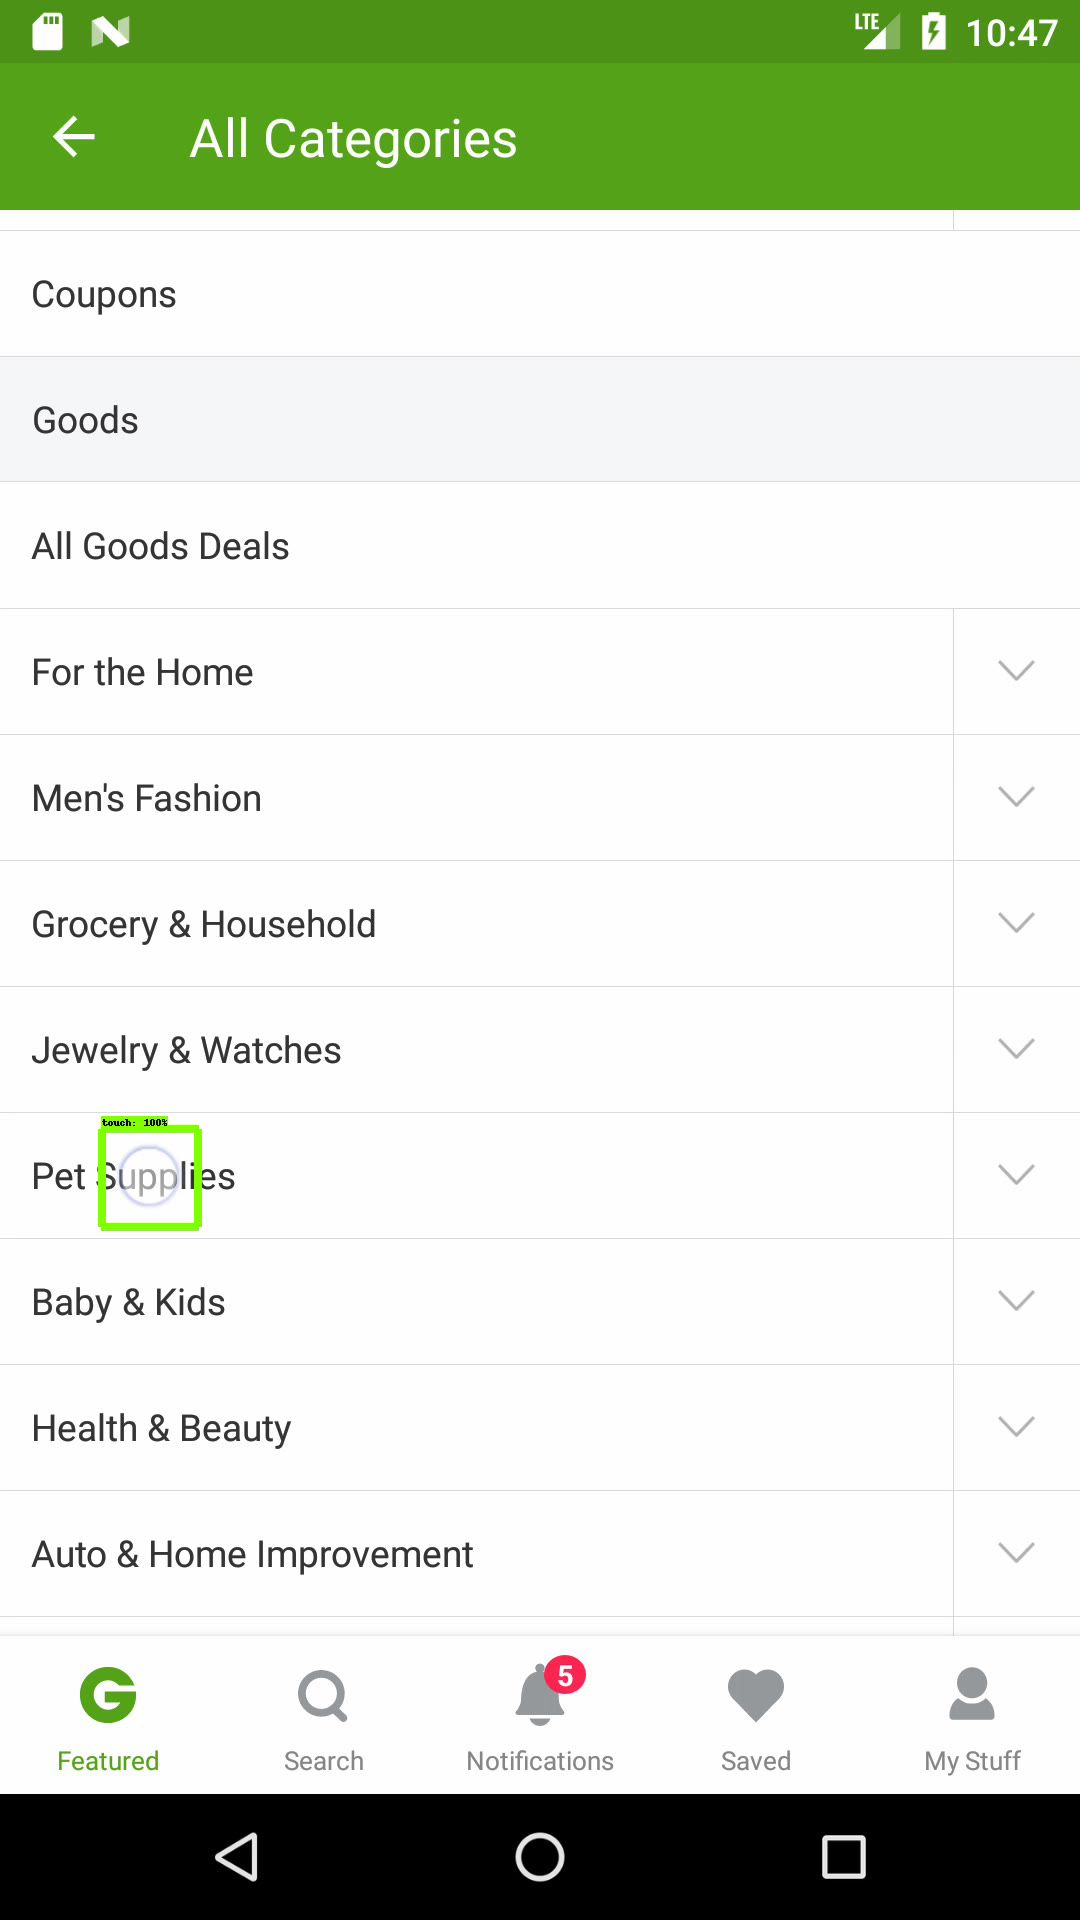 LTE 10:47
All Categories
Coupons
Goods
All Goods Deals
For the Home
Men's Fashion
Grocery & Household
Jewelry & Watches
touch: 100%
Pet Supplies
Baby & Kids
Health & Beauty
Auto & Home Improvement
5
Featured Search Notifications Saved My Stuff